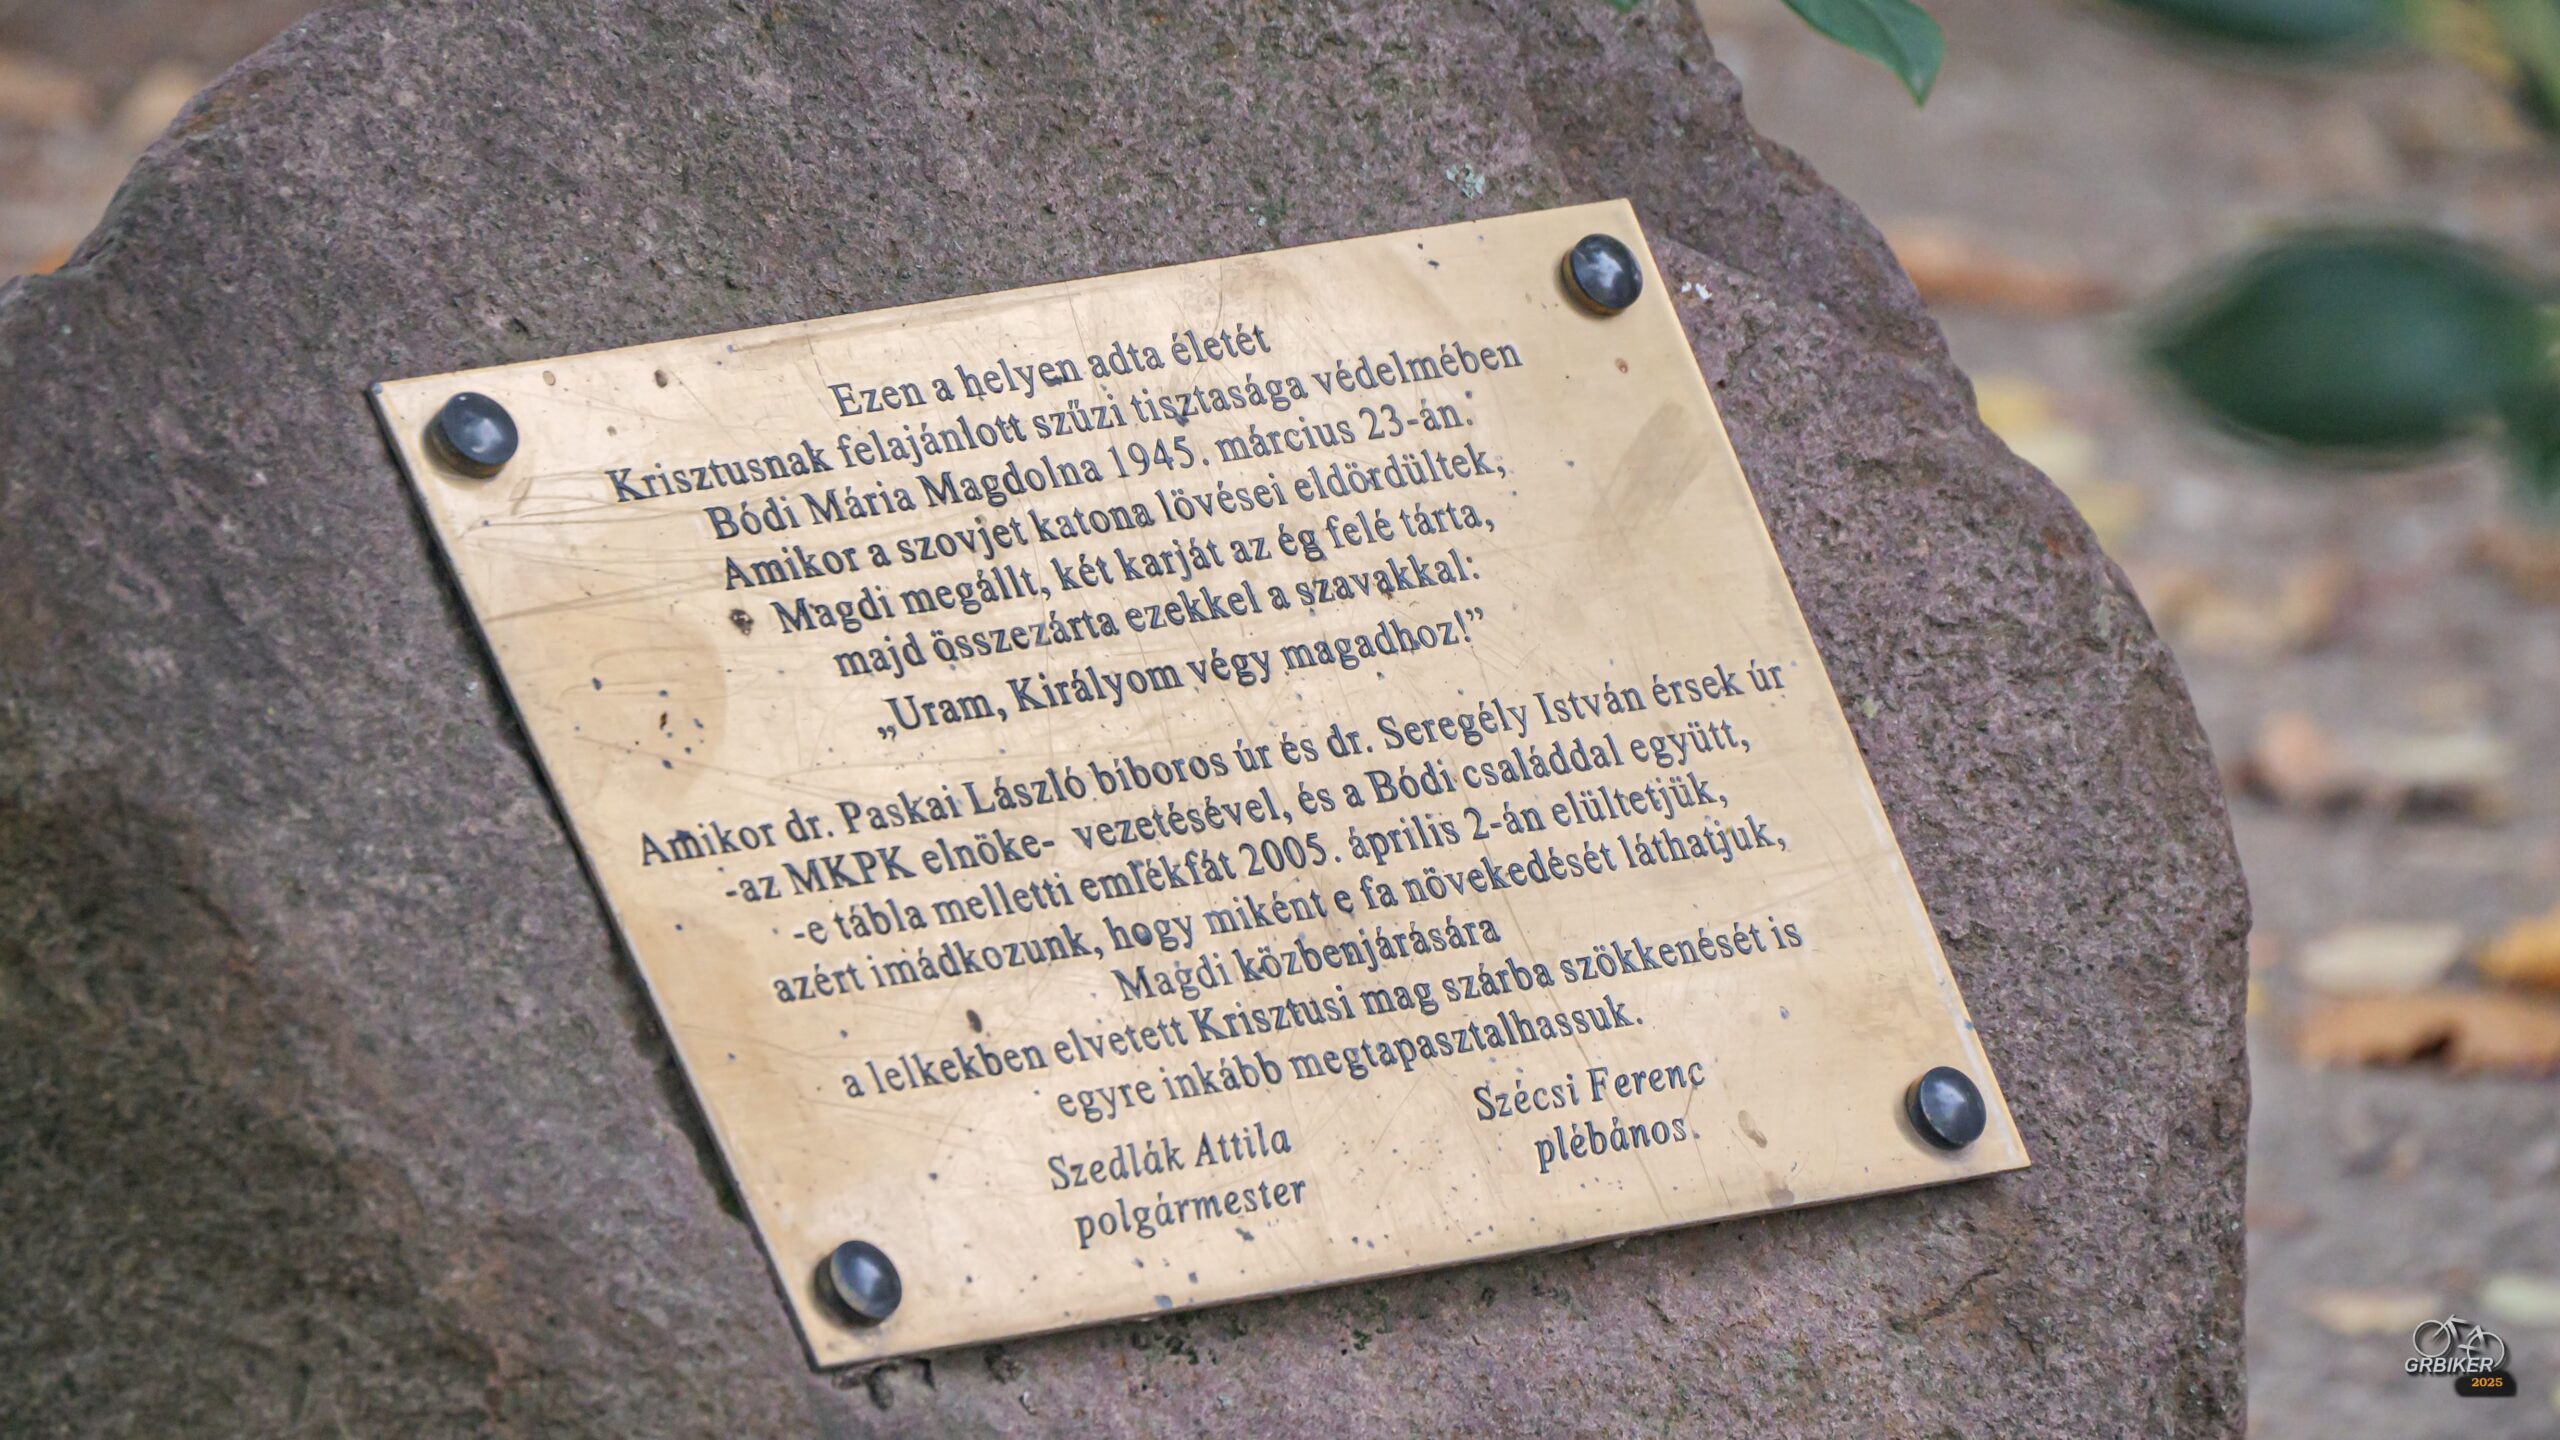 Ezen a helyen adta életét
Krisztusnak felajánlott szűzi tisztasága védelmében
Bódi Mária Magdolna 1945. március 23-án.
Amikor a szovjet katona lövései eldördültek,
Magdi megállt, két karját az ég felé tárta,
majd összezárta ezekkel a szavakkal:
„Uram, Királyom végy magadhoz!”
Amikor dr. Paskai László bíboros úr és dr. Seregély István érsek úr
-az MKPK elnöke- vezetésével, és a Bódi családdal együtt,
-e tábla melletti emlékfát 2005. április 2-án elültetjük,
azért imádkozunk, hogy miként e fa növekedését láthatjuk,
Magdi közbenjárására
a lelkekben elvetett Krisztusi mag szárba szökkenését is
egyre inkább megtapasztalhassuk.
Szedlák Attila
polgármester
Szécsi Ferenc
plébános.
GRBIKER
2025